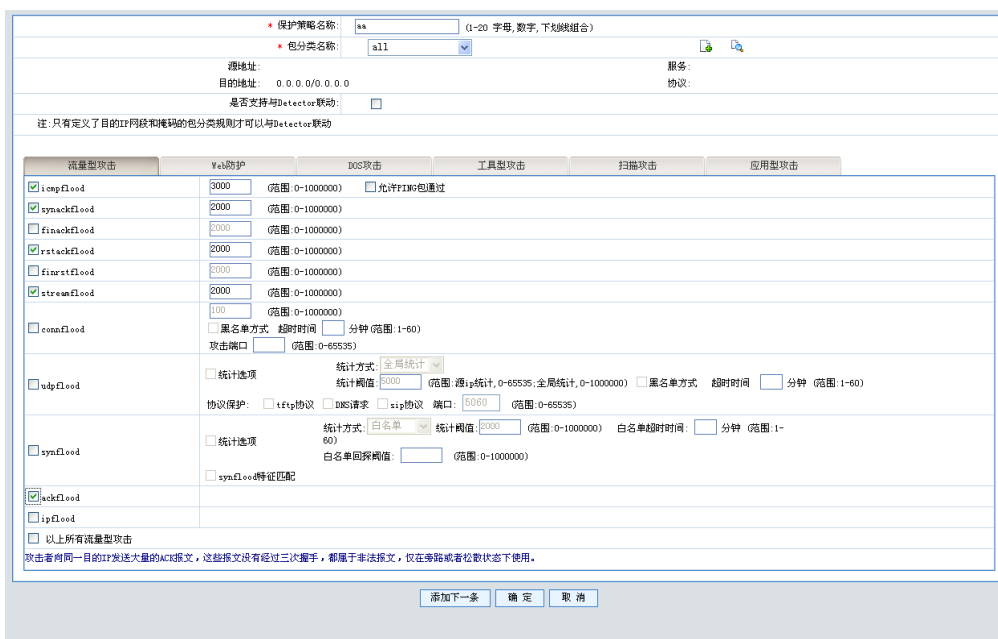 * 保护策略名称: aa (1-20 字母,数字,下划线组合)
* 包分类名称: all
源地址: 服务:
目的地址: 0.0.0.0/0.0.0.0 协议:
是否支持与Detector联动:
注:只有定义了目的IP网段和掩码的包分类规则才可以与Detector联动
流量型攻击 Web防护 DOS攻击 工具型攻击 扫描攻击 应用型攻击
icmpflood 3000 (范围:0-1000000) 允许PING包通过
synackflood 2000 (范围:0-1000000)
finackflood 2000 (范围:0-1000000)
rstackflood 2000 (范围:0-1000000)
finrstflood 2000 (范围:0-1000000)
streamflood 2000 (范围:0-1000000)
100 (范围:0-1000000)
connflood 黑名单方式 超时时间 分钟(范围:1-60)
攻击端口 (范围:0-65535)
统计方式: 全局统计
udpflood 统计选项 统计阈值: 5000 (范围:源ip统计,0-65535;全局统计,0-1000000) 黑名单方式 超时时间 分钟 (范围:1-60)
协议保护: tftp协议 DNS请求 sip协议 端口: 5060 (范围:0-65535)
统计方式: 白名单 统计阈值: 2000 (范围:0-1000000) 白名单超时时间: 分钟 (范围:1-
synflood 统计选项 60)
白名单回探阈值: (范围:0-1000000)
synflood特征匹配
ackflood
ipflood
以上所有流量型攻击
攻击者向同一目的IP发送大量的ACK报文，这些报文没有经过三次握手，都属于非法报文，仅在旁路或者松散状态下使用。
添加下一条 确 定 取 消